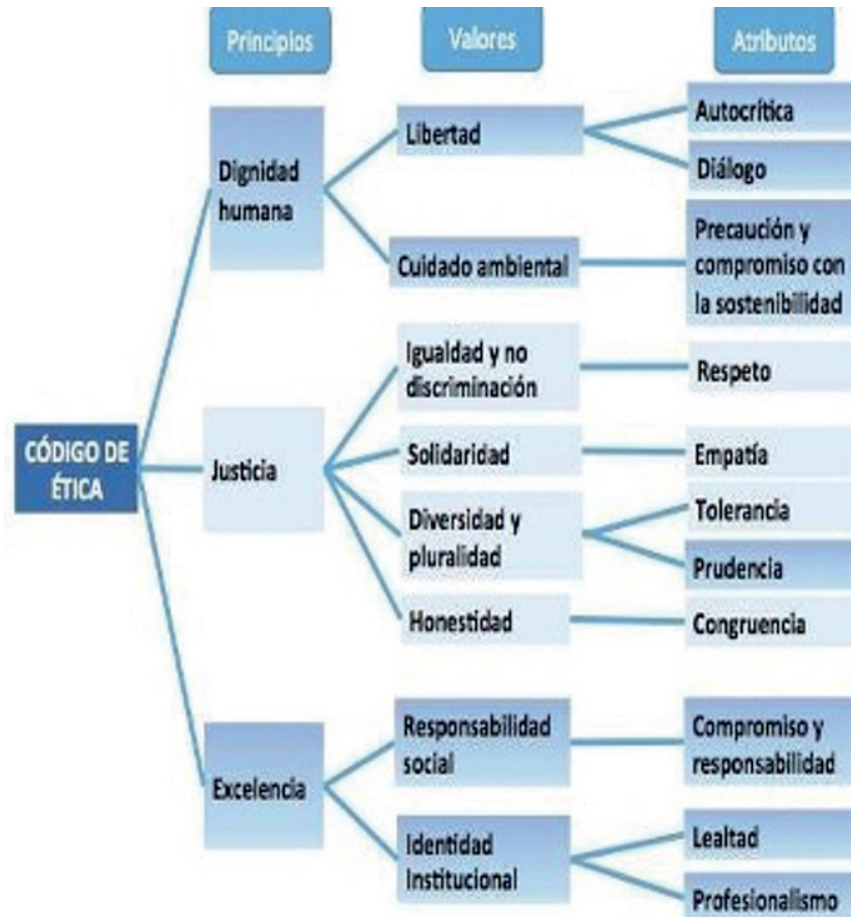 Principios
Valores
Atributos
CÓDIGO DE
ÉTICA
Dignidad
humana
Libertad
Autocrítica
Diálogo
Cuidado ambiental
Precaución y
compromiso con
la sostenibilidad
Justicia
Igualdad y no
discriminación
Respeto
Solidaridad
Empatía
Diversidad y
pluralidad
Tolerancia
Prudencia
Honestidad
Congruencia
Excelencia
Responsabilidad
social
Compromiso y
responsabilidad
Identidad
Institucional
Lealtad
Profesionalismo